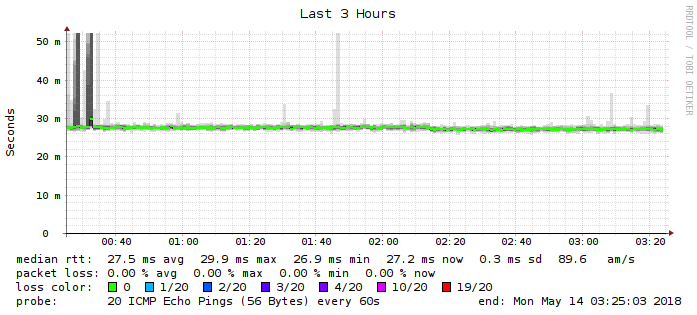 Last 3 Hours
RRDTOOL / TOBI OETIKER
Seconds
50 m
40 m
30 m
20 m
10 m
0
00:40 01:00 01:20 01:40 02:00 02:20 02:40 03:00 03:20
median rtt: 27.5 ms avg 29.9 ms max 26.9 ms min 27.2 ms now 0.3 ms sd 89.6 am/s
packet loss: 0.00 % avg 0.00 % max 0.00 % min 0.00 % now
loss color: 0 1/20 2/20 3/20 4/20 10/20 19/20
probe: 20 ICMP Echo Pings (56 Bytes) every 60s end: Mon May 14 03:25:03 2018